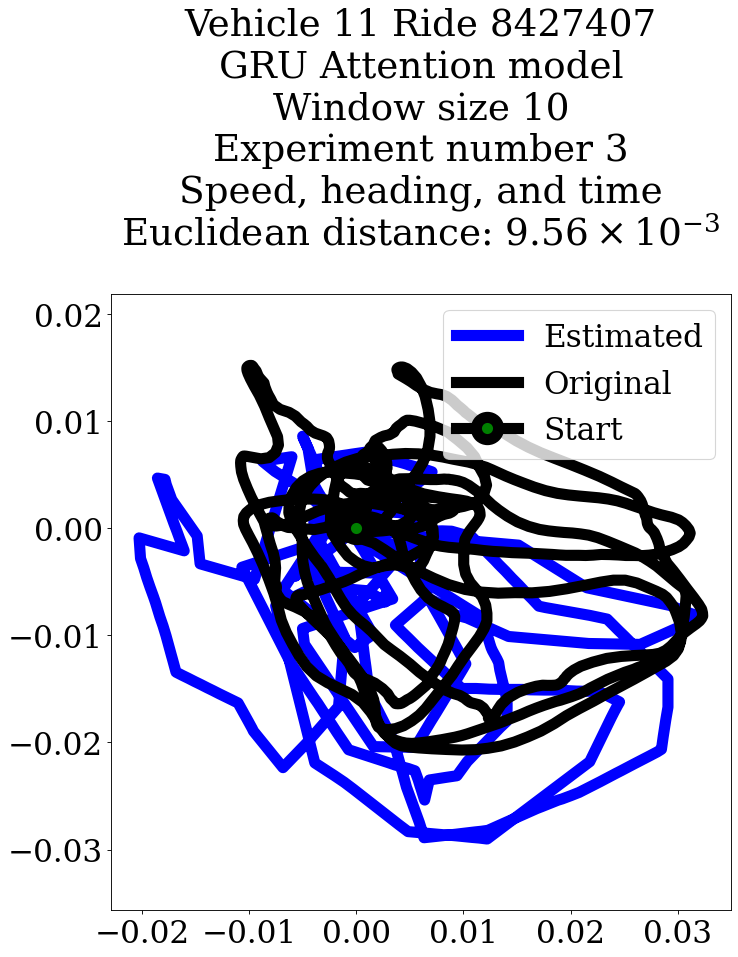 Vehicle 11 Ride 8427407
GRU Attention model
Window size 10
Experiment number 3
Speed, heading, and time
Euclidean distance: 9.56 × 10⁻³
Estimated
Original
Start
0.02
0.01
0.00
−0.01
−0.02
−0.03
−0.02 −0.01 0.00 0.01 0.02 0.03